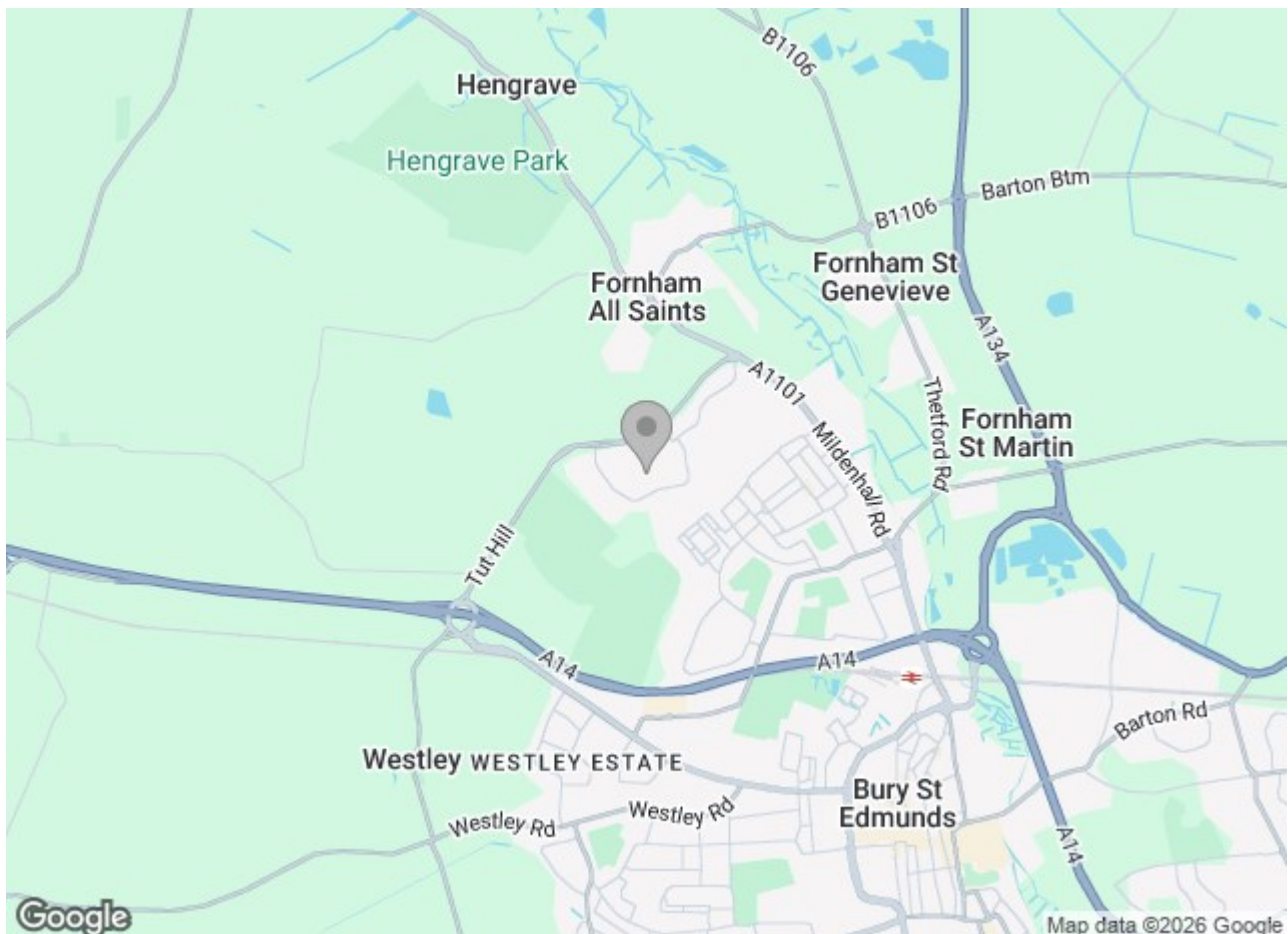 B1106
Hengrave
Hengrave Park
Barton Btm
B1106
Fornham St
Genevieve
Fornham
All Saints
A134
A1101
Thetford Rd
Fornham
St Martin
Mildenhall Rd
Tut Hill
A14
A14
Barton Rd
Westley
WESTLEY ESTATE
Bury St
Edmunds
Westley Rd
Westley Rd
A14
Google
Map data ©2026 Google